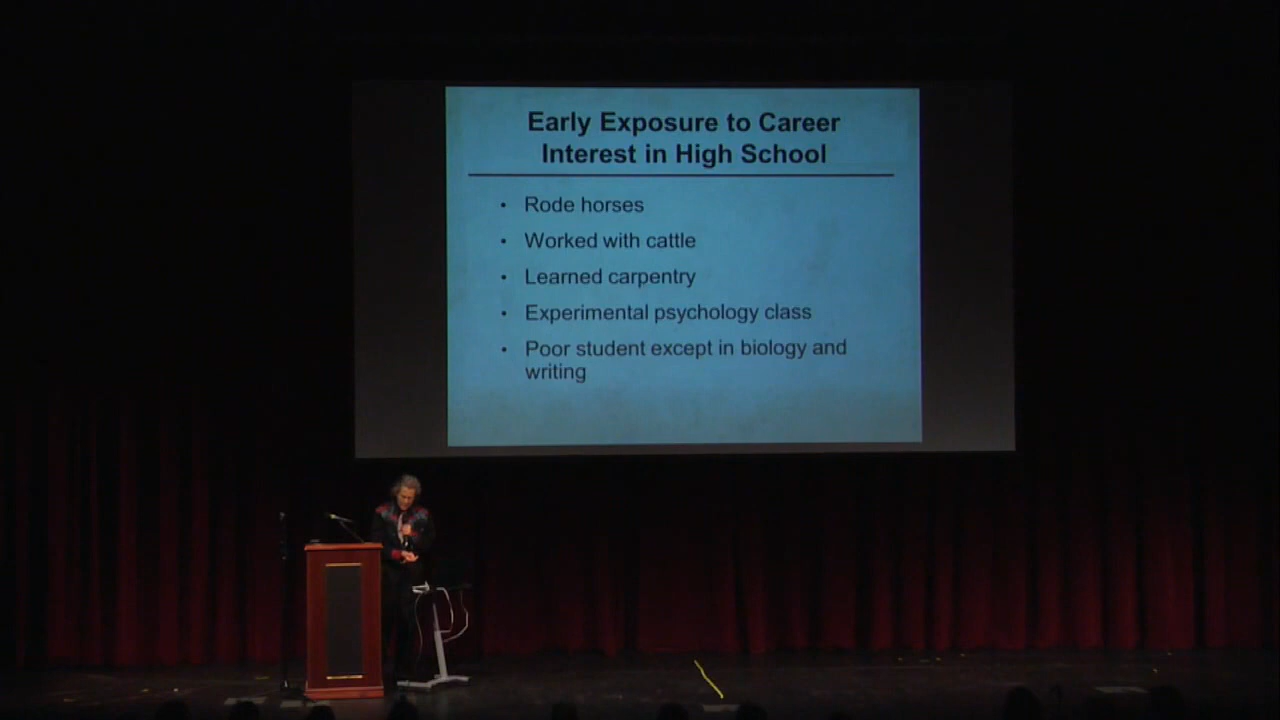 Early Exposure to Career
Interest in High School
• Rode horses
• Worked with cattle
• Learned carpentry
• Experimental psychology class
• Poor student except in biology and
writing